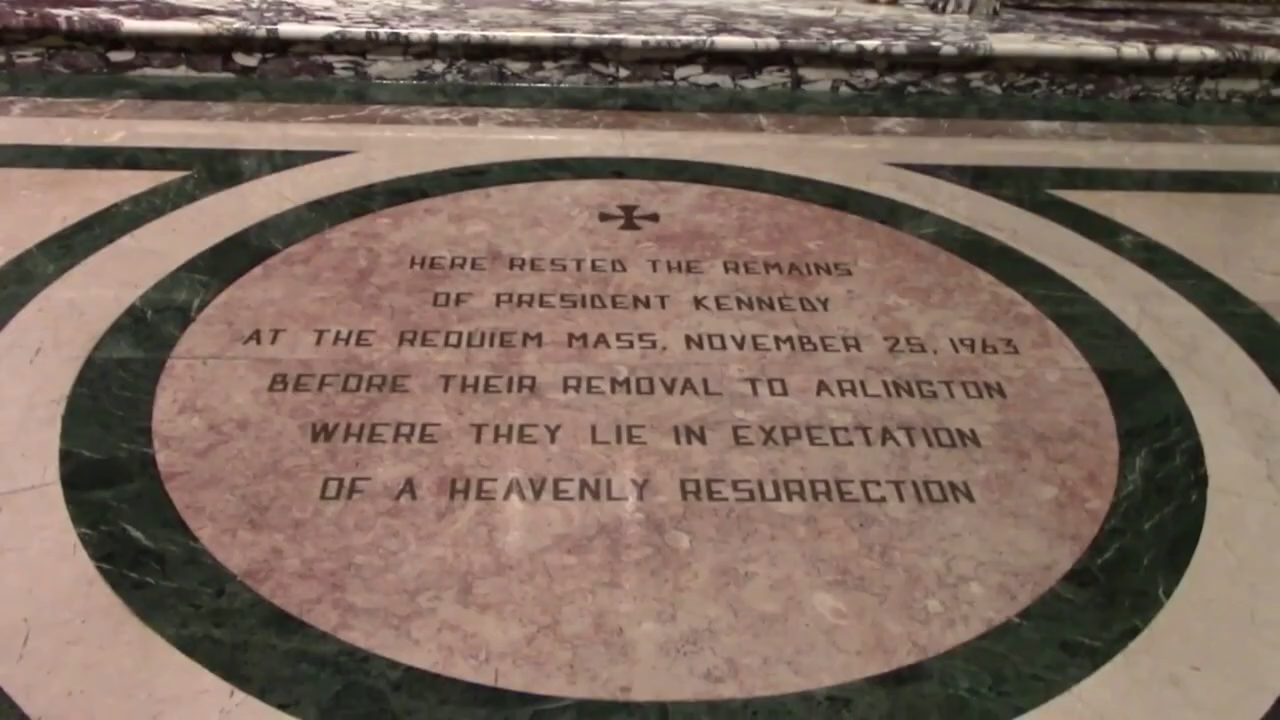 HERE RESTED THE REMAINS
OF PRESIDENT KENNEDY
AT THE REQUIEM MASS, NOVEMBER 25, 1963
BEFORE THEIR REMOVAL TO ARLINGTON
WHERE THEY LIE IN EXPECTATION
OF A HEAVENLY RESURRECTION